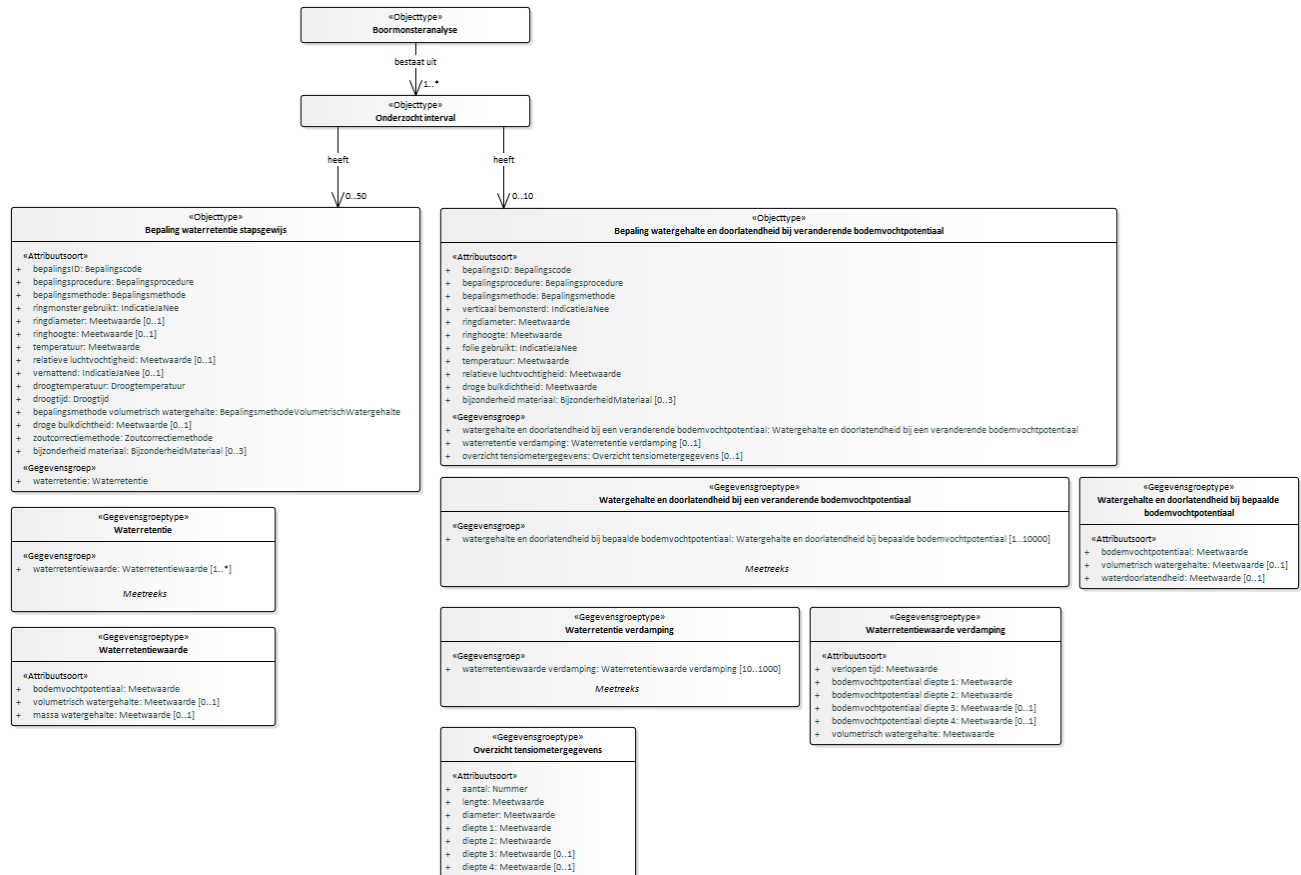 «Objecttype»
Boormonsteranalyse
bestaat uit
1..*
«Objecttype»
Onderzocht interval
heeft
heeft
0..50
0..10
«Objecttype»
Bepaling waterretentie stapsgewijs
«Attribuutsoort»
+ bepalingsID: Bepalingscode
+ bepalingsprocedure: Bepalingsprocedure
+ bepalingsmethode: Bepalingsmethode
+ ringmonster gebruikt: IndicatieJaNee
+ ringdiameter: Meetwaarde [0..1]
+ ringhoogte: Meetwaarde [0..1]
+ temperatuur: Meetwaarde
+ relatieve luchtvochtigheid: Meetwaarde [0..1]
+ vernattend: IndicatieJaNee [0..1]
+ droogtemperatuur: Droogtemperatuur
+ droogtijd: Droogtijd
+ bepalingsmethode volumetrisch watergehalte: BepalingsmethodeVolumetrischWatergehalte
+ droge bulkdichtheid: Meetwaarde [0..1]
+ zoutcorrectiemethode: Zoutcorrectiemethode
+ bijzonderheid materiaal: BijzonderheidMateriaal [0..3]
«Gegevensgroep»
+ waterretentie: Waterretentie
«Objecttype»
Bepaling watergehalte en doorlatendheid bij veranderende bodemvochtpotentiaal
«Attribuutsoort»
+ bepalingsID: Bepalingscode
+ bepalingsprocedure: Bepalingsprocedure
+ bepalingsmethode: Bepalingsmethode
+ verticaal bemonsterd: IndicatieJaNee
+ ringdiameter: Meetwaarde
+ ringhoogte: Meetwaarde
+ folie gebruikt: IndicatieJaNee
+ temperatuur: Meetwaarde
+ relatieve luchtvochtigheid: Meetwaarde
+ droge bulkdichtheid: Meetwaarde
+ bijzonderheid materiaal: BijzonderheidMateriaal [0..3]
«Gegevensgroep»
+ watergehalte en doorlatendheid bij een veranderende bodemvochtpotentiaal: Watergehalte en doorlatendheid bij een veranderende bodemvochtpotentiaal
+ waterretentie verdamping: Waterretentie verdamping [0..1]
+ overzicht tensiometergegevens: Overzicht tensiometergegevens [0..1]
«Gegevensgroeptype»
Waterretentie
«Gegevensgroep»
+ waterretentiewaarde: Waterretentiewaarde [1..*]
Meetreeks
«Gegevensgroeptype»
Waterretentiewaarde
«Attribuutsoort»
+ bodemvochtpotentiaal: Meetwaarde
+ volumetrisch watergehalte: Meetwaarde [0..1]
+ massa watergehalte: Meetwaarde [0..1]
«Gegevensgroeptype»
Watergehalte en doorlatendheid bij een veranderende bodemvochtpotentiaal
«Gegevensgroep»
+ watergehalte en doorlatendheid bij bepaalde bodemvochtpotentiaal: Watergehalte en doorlatendheid bij bepaalde bodemvochtpotentiaal [1..10000]
Meetreeks
«Gegevensgroeptype»
Watergehalte en doorlatendheid bij bepaalde
bodemvochtpotentiaal
«Attribuutsoort»
+ bodemvochtpotentiaal: Meetwaarde
+ volumetrisch watergehalte: Meetwaarde [0..1]
+ waterdoorlatendheid: Meetwaarde [0..1]
«Gegevensgroeptype»
Waterretentie verdamping
«Gegevensgroep»
+ waterretentiewaarde verdamping: Waterretentiewaarde verdamping [10..1000]
Meetreeks
«Gegevensgroeptype»
Waterretentiewaarde verdamping
«Attribuutsoort»
+ verlopen tijd: Meetwaarde
+ bodemvochtpotentiaal diepte 1: Meetwaarde
+ bodemvochtpotentiaal diepte 2: Meetwaarde
+ bodemvochtpotentiaal diepte 3: Meetwaarde [0..1]
+ bodemvochtpotentiaal diepte 4: Meetwaarde [0..1]
+ volumetrisch watergehalte: Meetwaarde
«Gegevensgroeptype»
Overzicht tensiometergegevens
«Attribuutsoort»
+ aantal: Nummer
+ lengte: Meetwaarde
+ diameter: Meetwaarde
+ diepte 1: Meetwaarde
+ diepte 2: Meetwaarde
+ diepte 3: Meetwaarde [0..1]
+ diepte 4: Meetwaarde [0..1]